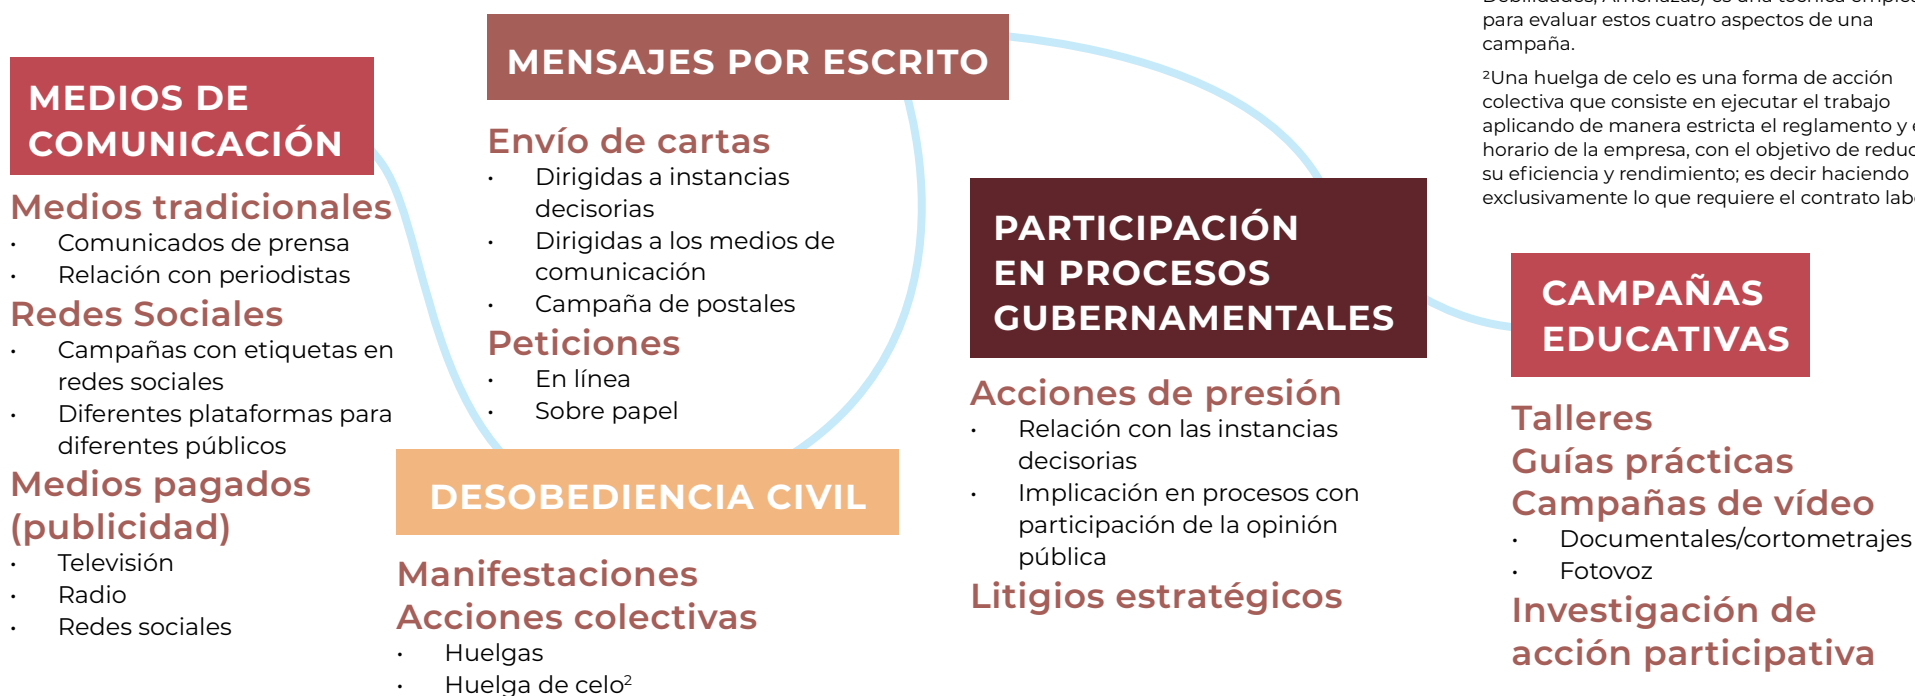 MEDIOS DE
COMUNICACIÓN
Medios tradicionales
• Comunicados de prensa
• Relación con periodistas
Redes Sociales
• Campañas con etiquetas en
redes sociales
• Diferentes plataformas para
diferentes públicos
Medios pagados
(publicidad)
• Televisión
• Radio
• Redes sociales
MENSAJES POR ESCRITO
Envío de cartas
• Dirigidas a instancias
decisorias
• Dirigidas a los medios de
comunicación
• Campaña de postales
Peticiones
• En línea
• Sobre papel
DESOBEDIENCIA CIVIL
Manifestaciones
Acciones colectivas
• Huelgas
• Huelga de celo²
PARTICIPACIÓN
EN PROCESOS
GUBERNAMENTALES
Acciones de presión
• Relación con las instancias
decisorias
• Implicación en procesos con
participación de la opinión
pública
Litigios estratégicos
para evaluar estos cuatro aspectos de una
campaña.
²Una huelga de celo es una forma de acción
colectiva que consiste en ejecutar el trabajo
aplicando de manera estricta el reglamento y
horario de la empresa, con el objetivo de
su eficiencia y rendimiento; es decir haciendo
exclusivamente lo que requiere el contrato
CAMPAÑAS
EDUCATIVAS
Talleres
Guías prácticas
Campañas de vídeo
• Documentales/cortometrajes
• Fotovoz
Investigación de
acción participativa